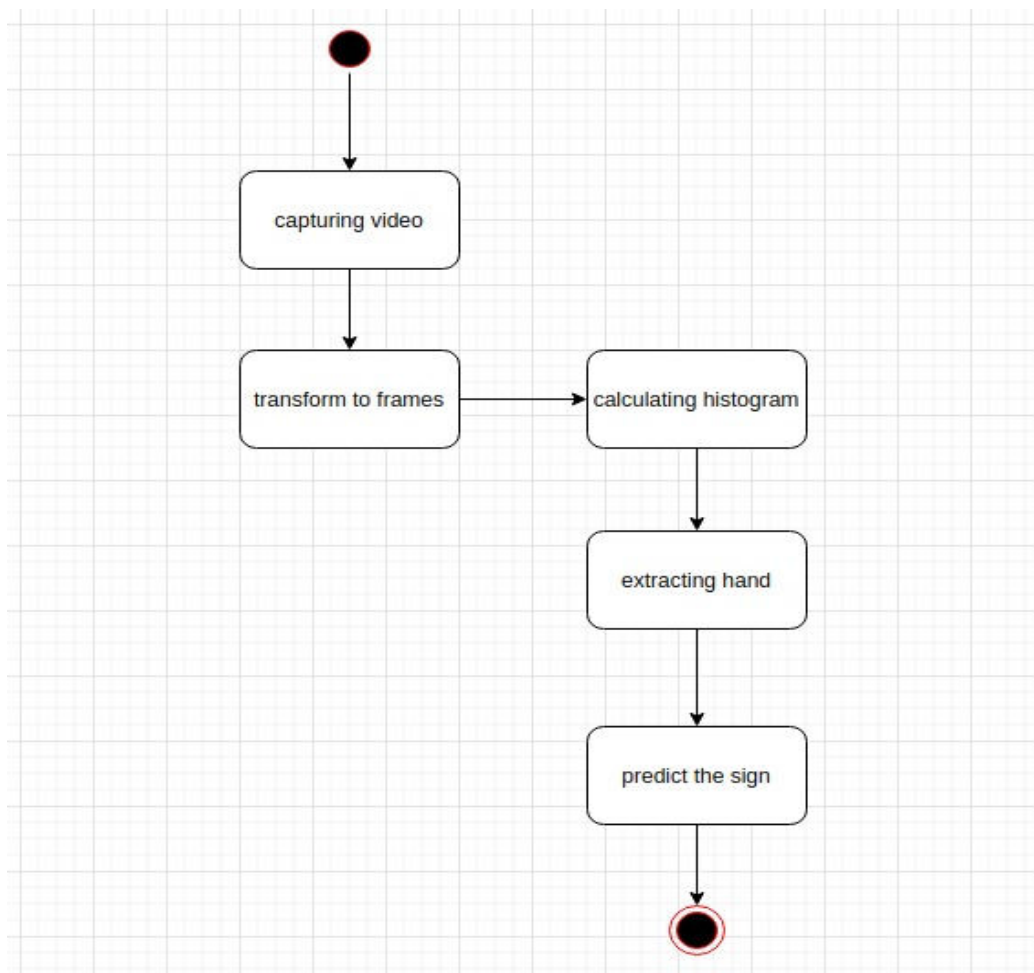 capturing video
transform to frames
calculating histogram
extracting hand
predict the sign